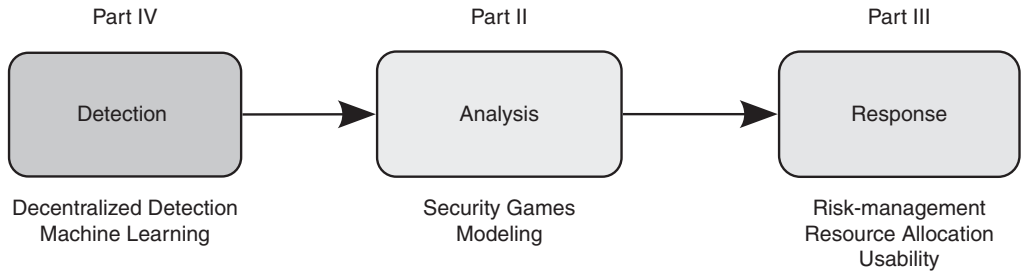 Part IV
Part II
Part III
Detection
Analysis
Response
Decentralized Detection
Machine Learning
Security Games
Modeling
Risk-management
Resource Allocation
Usability